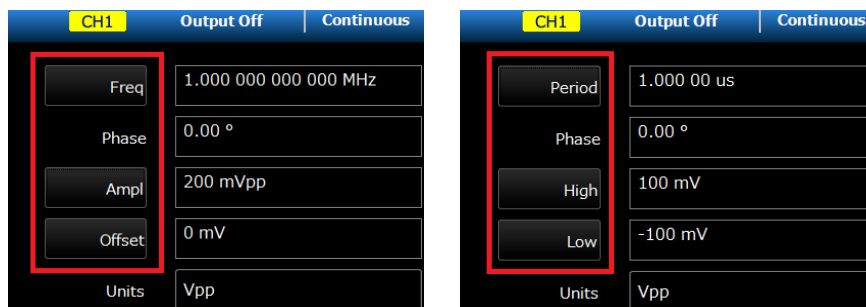 CH1 Output Off Continuous
Freq 1.000 000 000 000 MHz
Phase 0.00 °
Ampl 200 mVpp
Offset 0 mV
Units Vpp
CH1 Output Off Continuous
Period 1.000 00 us
Phase 0.00 °
High 100 mV
Low -100 mV
Units Vpp